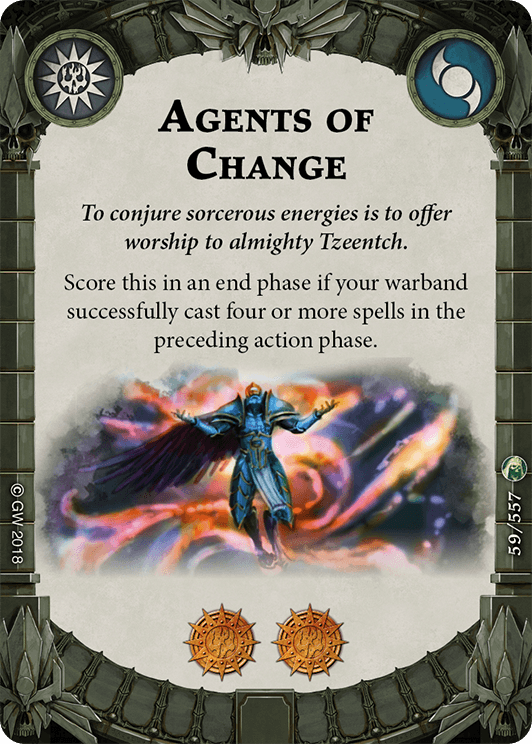 AGENTS OF
CHANGE
To conjure sorcerous energies is to offer
worship to almighty Tzeentch.
Score this in an end phase if your warband
successfully cast four or more spells in the
preceding action phase.
© GW 2018
59/557